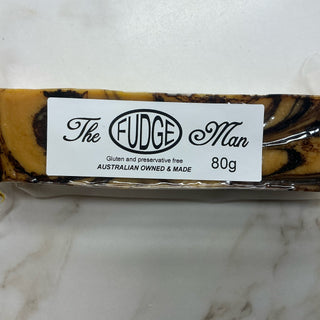 The FUDGE Man
Gluten and preservative free
AUSTRALIAN OWNED & MADE
80g